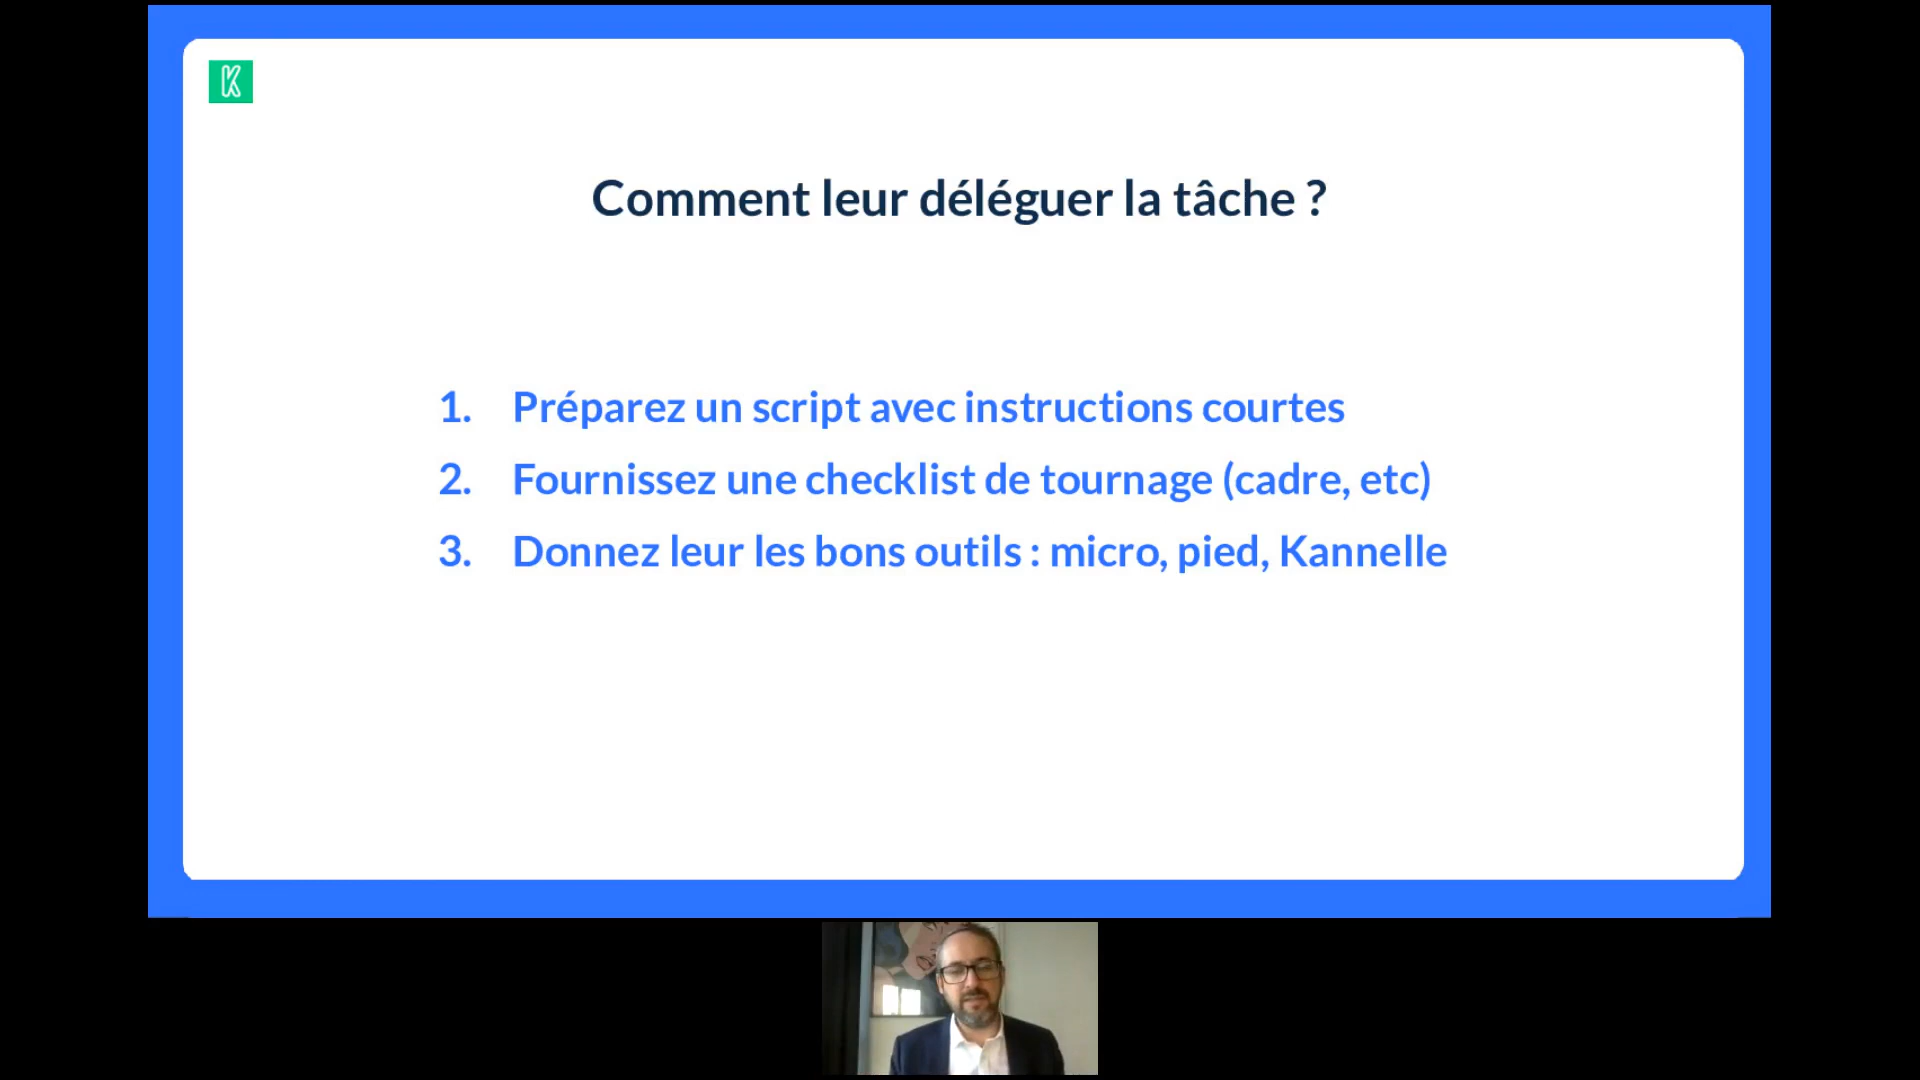 K
Comment leur déléguer la tâche ?
1. Préparez un script avec instructions courtes
2. Fournissez une checklist de tournage (cadre, etc)
3. Donnez leur les bons outils : micro, pied, Kannelle